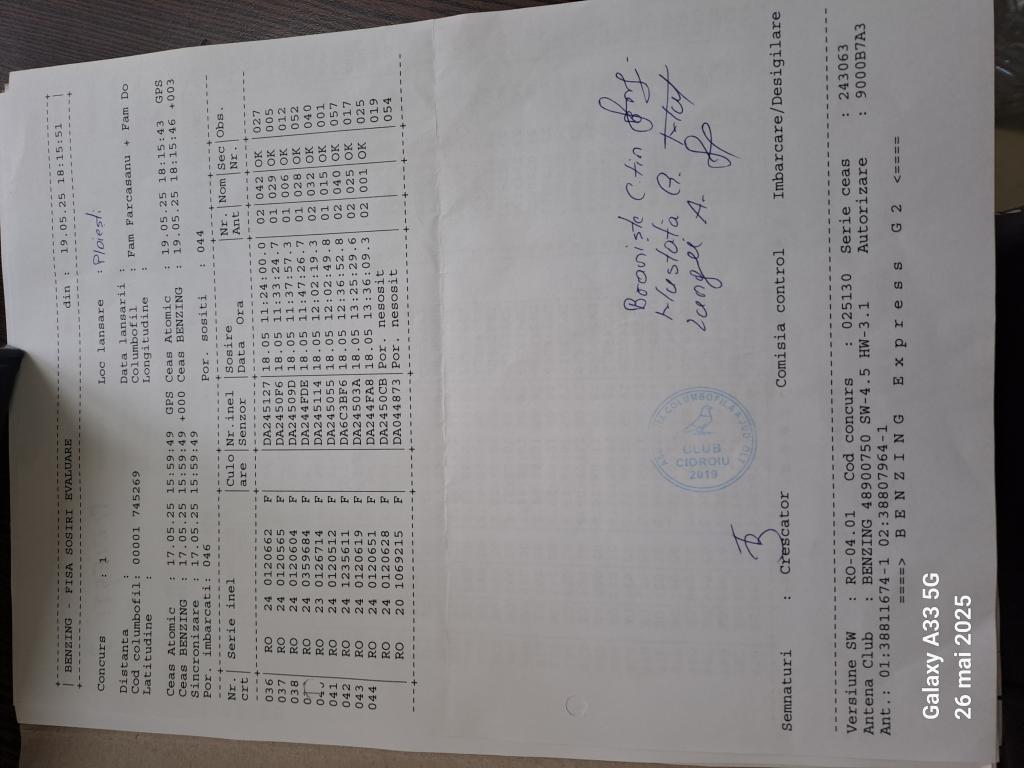 BENZING - FISA SOSIRI EVALUARE din : 19.05.25 18:15:51
Concurs : 1 Loc lansare : Ploiesti
Distanta : Data lansarii :
Cod columbofil: 00001 745269 Columbofil : Fam Farcasanu + Fam Do
Latitudine : Longitudine :
Ceas Atomic : 17.05.25 15:59:49 GPS Ceas Atomic : 19.05.25 18:15:43 GPS
Ceas BENZING : 17.05.25 15:59:49 +000 Ceas BENZING : 19.05.25 18:15:46 +003
Sincronizare : 17.05.25 15:59:49
Por.imbarcati: 046 Por. sositi : 044
Nr. Serie inel Culo Nr.inel Sosire Nr. Nom Sec Obs.
crt are Senzor Data Ora Ant Nr.
036 RO 24 0120662 F DA245127 18.05 11:24:00.0 02 042 OK 027
037 RO 24 0120555 F DA2450F6 18.05 11:33:24.7 01 029 OK 005
038 RO 24 0120604 F DA24509D 18.05 11:37:57.3 01 006 OK 012
RO 24 0359684 F DA244FDE 18.05 11:47:26.7 01 028 OK 052
RO 23 0126714 F DA245114 18.05 12:02:19.3 02 032 OK 040
041 RO 24 0120512 F DA245055 18.05 12:02:49.8 01 015 OK 001
042 RO 24 1235611 F DA6C3BF6 18.05 12:36:52.8 02 040 OK 057
043 RO 24 0120619 F DA24503A 18.05 13:25:29.6 02 025 OK 017
044 RO 24 0120651 F DA244FA8 18.05 13:36:09.3 02 001 OK 025
RO 24 0120628 F DA2450CB Por. nesosit 019
RO 20 1069215 F DA044873 Por. nesosit 054
C-tin
Mustafa A.
A.
CLUB
CIOROIU
2019
Semnaturi : Crescator Comisia control Imbarcare/Desigilare
Versiune SW : RO-04.01 Cod concurs : 025130 Serie ceas : 243063
Antena Club : BENZING 48900750 SW-4.5 HW-3.1 Autorizare : 9000B7A3
Ant.: 01:38811674-1 02:38807964-1
====> B E N Z I N G E x p r e s s G 2 <====
Galaxy A33 5G
26 mai 2025